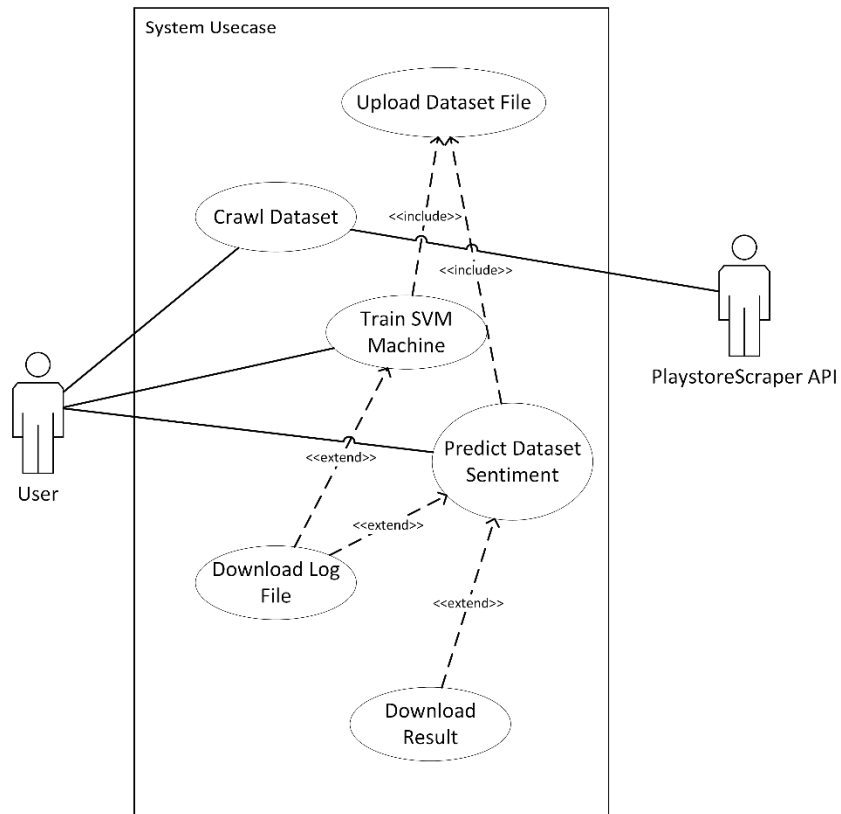 System Usecase
Upload Dataset File
Crawl Dataset
<<include>>
<<include>>
Train SVM
Machine
PlaystoreScraper API
User
Predict Dataset
Sentiment
<<extend>>
<<extend>>
Download Log
File
<<extend>>
Download
Result